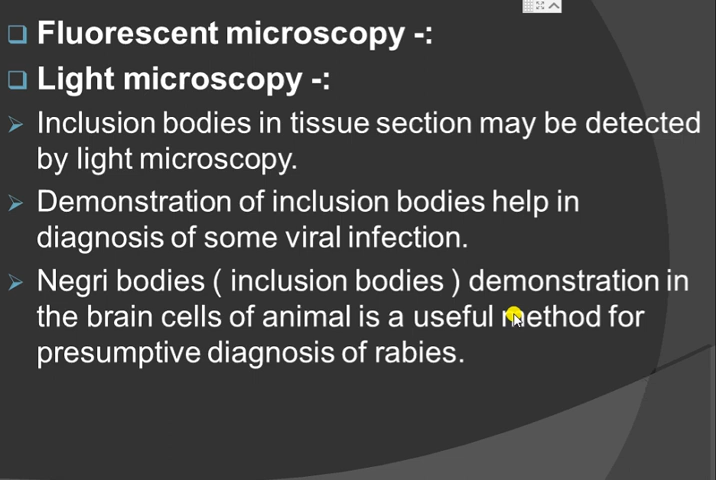 Fluorescent microscopy -:
Light microscopy -:
Inclusion bodies in tissue section may be detected
by light microscopy.
Demonstration of inclusion bodies help in
diagnosis of some viral infection.
Negri bodies ( inclusion bodies ) demonstration in
the brain cells of animal is a useful method for
presumptive diagnosis of rabies.